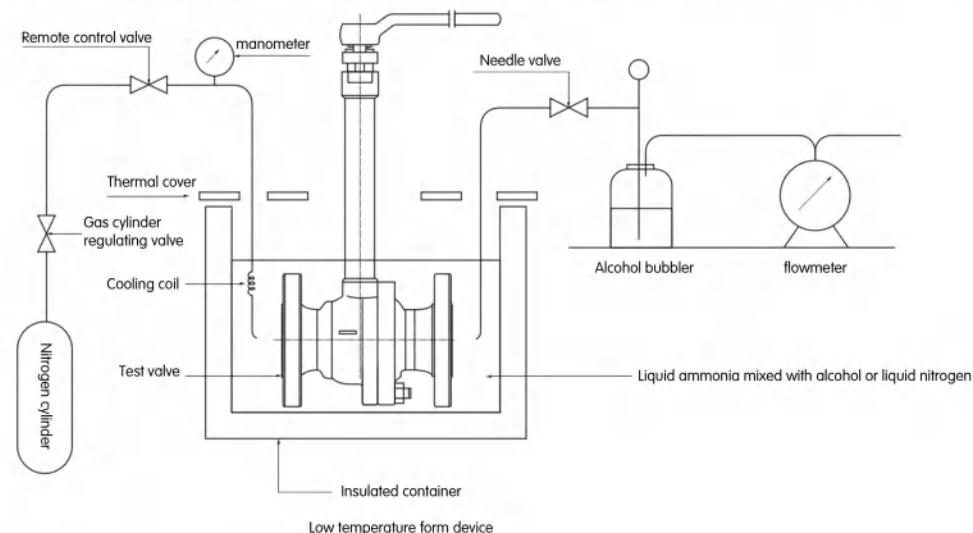 Remote control valve
manometer
Needle valve
Thermal cover
Gas cylinder
regulating valve
Cooling coil
Alcohol bubbler
flowmeter
Nitrogen cylinder
Test valve
Liquid ammonia mixed with alcohol or liquid nitrogen
Insulated container
Low temperature form device